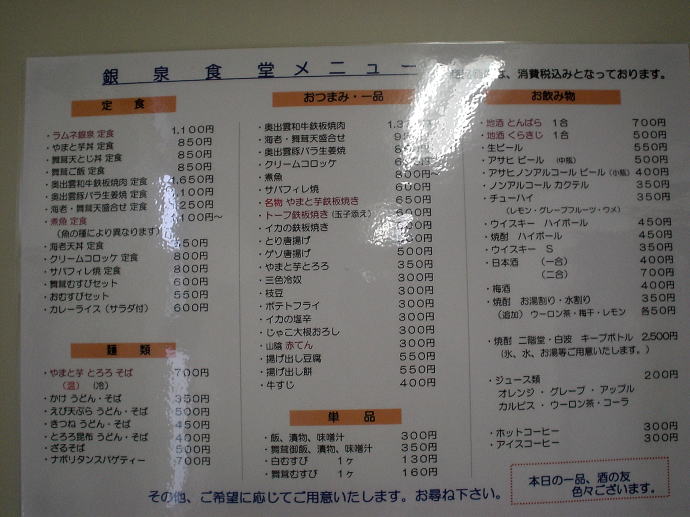 銀泉食堂メニュー
は、消費税込みとなっております。
定食
・ラムネ銀泉 定食 1,100円
・やまと芋丼 定食 850円
・舞茸天とじ丼 定食 850円
・舞茸ご飯 定食 850円
・奥出雲和牛鉄板焼肉 定食 1,650円
・奥出雲豚バラ生姜焼 定食 100円
・海老・舞茸天盛合せ 定食 250円
・煮魚 定食 100円～
(魚の種により異なります)
・海老天丼 定食 50円
・クリームコロッケ 定食 800円
・サバフィレ焼 定食 800円
・舞茸むすびセット 600円
・おむすびセット 550円
・カレーライス(サラダ付) 600円
麺類
・やまと芋 とろろ そば 700円
(温) (冷)
・かけ うどん・そば 350円
・えび天ぷら うどん・そば 500円
・きつね うどん・そば 450円
・とろろ昆布 うどん・そば 400円
・ざるそば 500円
・ナポリタンスパゲティー 700円
おつまみ・一品
・奥出雲和牛鉄板焼肉
・海老・舞茸天盛合せ
・奥出雲豚バラ生姜焼
・クリームコロッケ
・煮魚 800円～
・サバフィレ焼 650円
・名物 やまと芋鉄板焼き 650円
・トーフ鉄板焼き(玉子添え)
・イカの鉄板焼き
・とり唐揚げ
・ゲソ唐揚げ 500円
・やまと芋とろろ 350円
・三色冷奴 300円
・枝豆 300円
・ポテトフライ 300円
・イカの塩辛 300円
・じゃこ大根おろし 300円
・山陰 赤てん 300円
・揚げ出し豆腐 550円
・揚げ出し餅 550円
・牛すじ 400円
単品
・飯、漬物、味噌汁 300円
・舞茸御飯、漬物、味噌汁 350円
・白むすび 1ヶ 130円
・舞茸むすび 1ヶ 160円
お飲み物
・地酒 とんばら 1合 700円
・地酒 くらきじ 1合 500円
・生ビール 550円
・アサヒ ビール (中瓶) 550円
・アサヒノンアルコール ビール(小瓶) 400円
・ノンアルコール カクテル 350円
・チューハイ 350円
(レモン・グレープフルーツ・ウメ)
・ウイスキー ハイボール 450円
・焼酎 ハイボール 450円
・ウイスキー S 350円
・日本酒 (一合) 400円
(二合) 700円
・梅酒 400円
・焼酎 お湯割り・水割り 350円
(追加) ウーロン茶・梅干・レモン 各50円
・焼酎 二階堂・白波 キープボトル 2,500円
(氷、水、お湯等ご用意いたします。)
・ジュース類 200円
オレンジ・グレープ・アップル
カルピス・ウーロン茶・コーラ
・ホットコーヒー 300円
・アイスコーヒー 300円
本日の一品、酒の友
色々ございます。
その他、ご希望に応じてご用意いたします。お尋ね下さい。